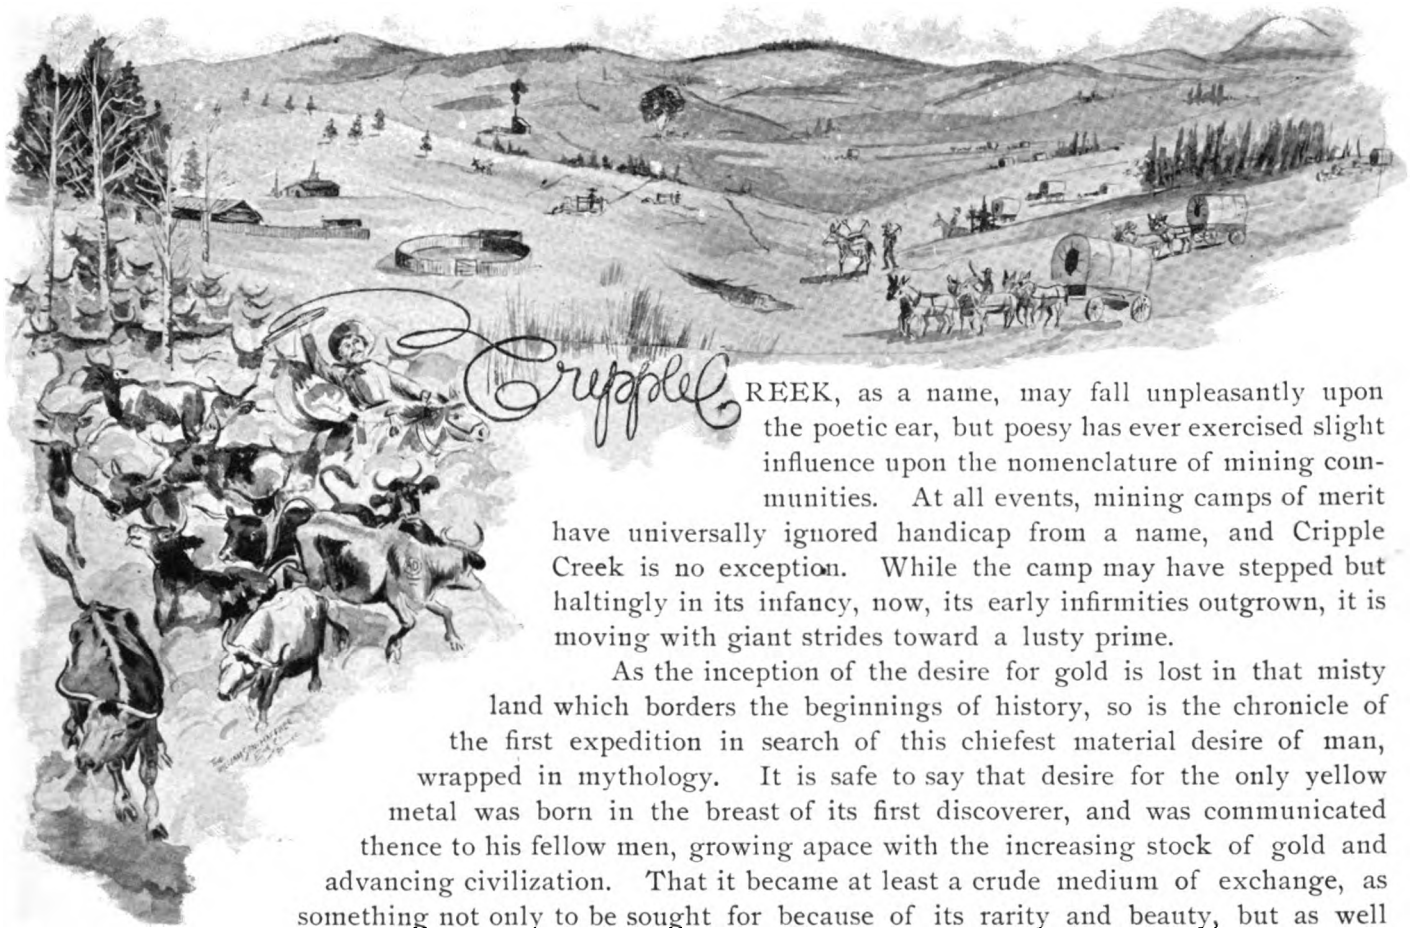 Cripple CREEK, as a name, may fall unpleasantly upon
the poetic ear, but poesy has ever exercised slight
influence upon the nomenclature of mining com-
munities. At all events, mining camps of merit
have universally ignored handicap from a name, and Cripple
Creek is no exception. While the camp may have stepped but
haltingly in its infancy, now, its early infirmities outgrown, it is
moving with giant strides toward a lusty prime.
As the inception of the desire for gold is lost in that misty
land which borders the beginnings of history, so is the chronicle of
the first expedition in search of this chiefest material desire of man,
wrapped in mythology. It is safe to say that desire for the only yellow
metal was born in the breast of its first discoverer, and was communicated
thence to his fellow men, growing apace with the increasing stock of gold and
advancing civilization. That it became at least a crude medium of exchange, as
something not only to be sought for because of its rarity and beauty, but as well